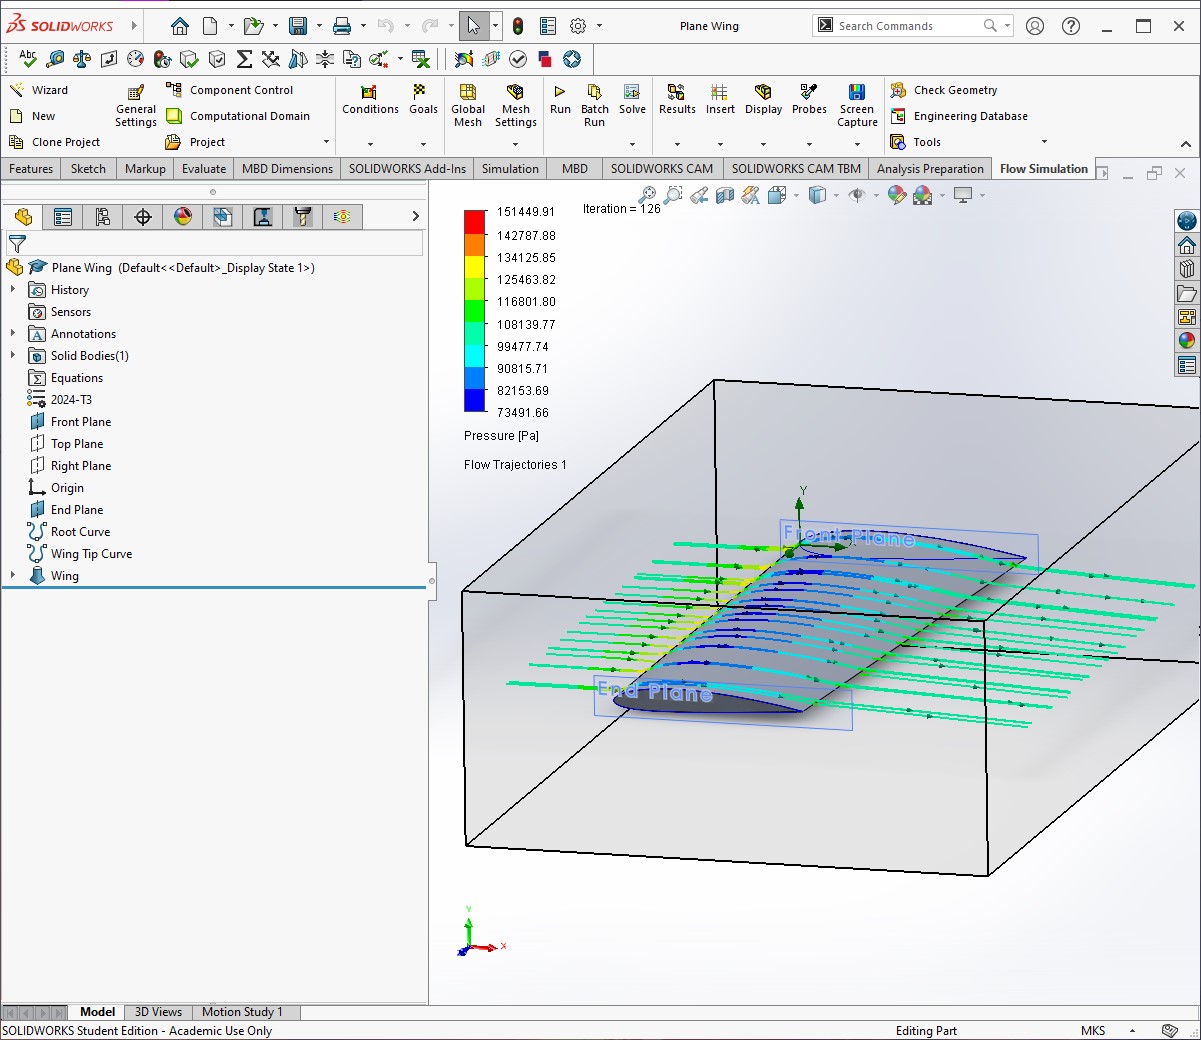 SOLIDWORKS
Plane Wing
Search Commands
Abc
Wizard
New
Clone Project
General
Settings
Component Control
Computational Domain
Project
Conditions
Goals
Global
Mesh
Mesh
Settings
Run
Batch
Run
Solve
Results
Insert
Display
Probes
Screen
Capture
Check Geometry
Engineering Database
Tools
Features
Sketch
Markup
Evaluate
MBD Dimensions
SOLIDWORKS Add-Ins
Simulation
MBD
SOLIDWORKS CAM
SOLIDWORKS CAM TBM
Analysis Preparation
Flow Simulation
Plane Wing (Default<<Default>_Display State 1>)
History
Sensors
Annotations
Solid Bodies(1)
Equations
2024-T3
Front Plane
Top Plane
Right Plane
Origin
End Plane
Root Curve
Wing Tip Curve
Wing
Iteration = 126
151449.91
142787.88
134125.85
125463.82
116801.80
108139.77
99477.74
90815.71
82153.69
73491.66
Pressure [Pa]
Flow Trajectories 1
Y
Front Plane
End Plane
Y
X
Model
3D Views
Motion Study 1
SOLIDWORKS Student Edition - Academic Use Only
Editing Part
MKS